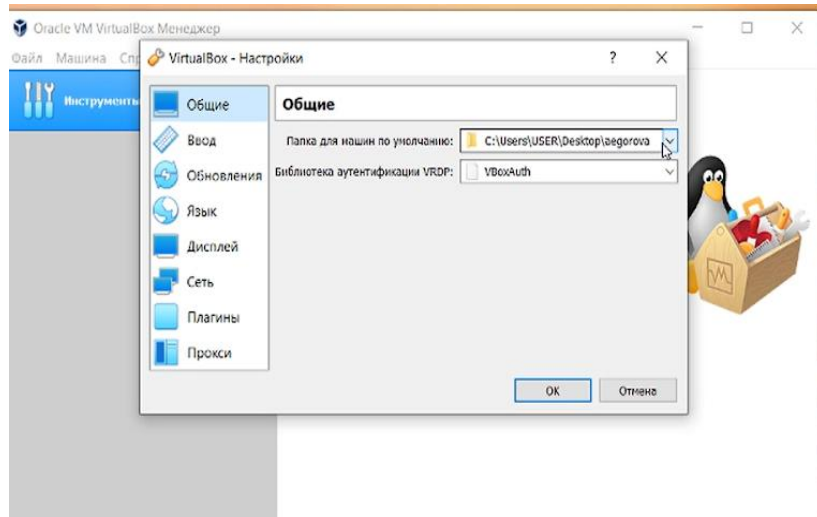 Oracle VM VirtualBox Менеджер
Файл Машина
Инструменты
VirtualBox - Настройки
?
Общие
Ввод
Обновления
Язык
Дисплей
Сеть
Плагины
Прокси
Общие
Папка для машин по умолчанию: C:\Users\USER\Desktop\aegorova
Библиотека аутентификации VRDP: VBoxAuth
OK Отмена